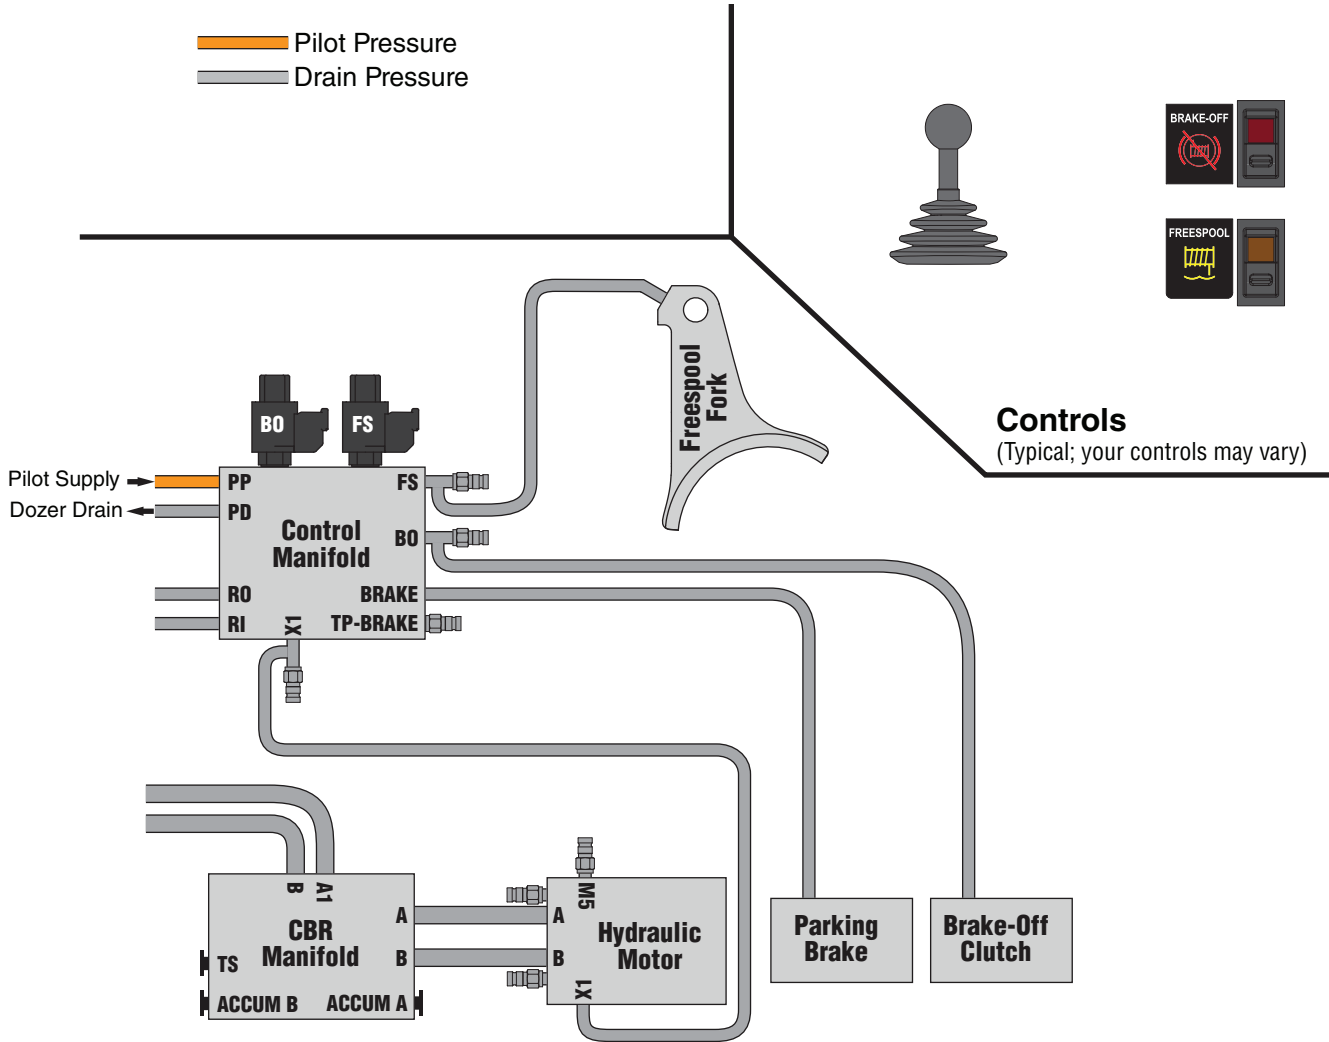 Pilot Pressure
Drain Pressure
BRAKE-OFF
FREESPOOL
Controls
(Typical; your controls may vary)
Freespool
Fork
BO
FS
Pilot Supply
Dozer Drain
PP
PD
RO
RI
Control
Manifold
FS
BO
BRAKE
TP-BRAKE
X1
B
A1
CBR
Manifold
A
B
TS
ACCUM B
ACCUM A
M5
A
B
Hydraulic
Motor
X1
Parking
Brake
Brake-Off
Clutch